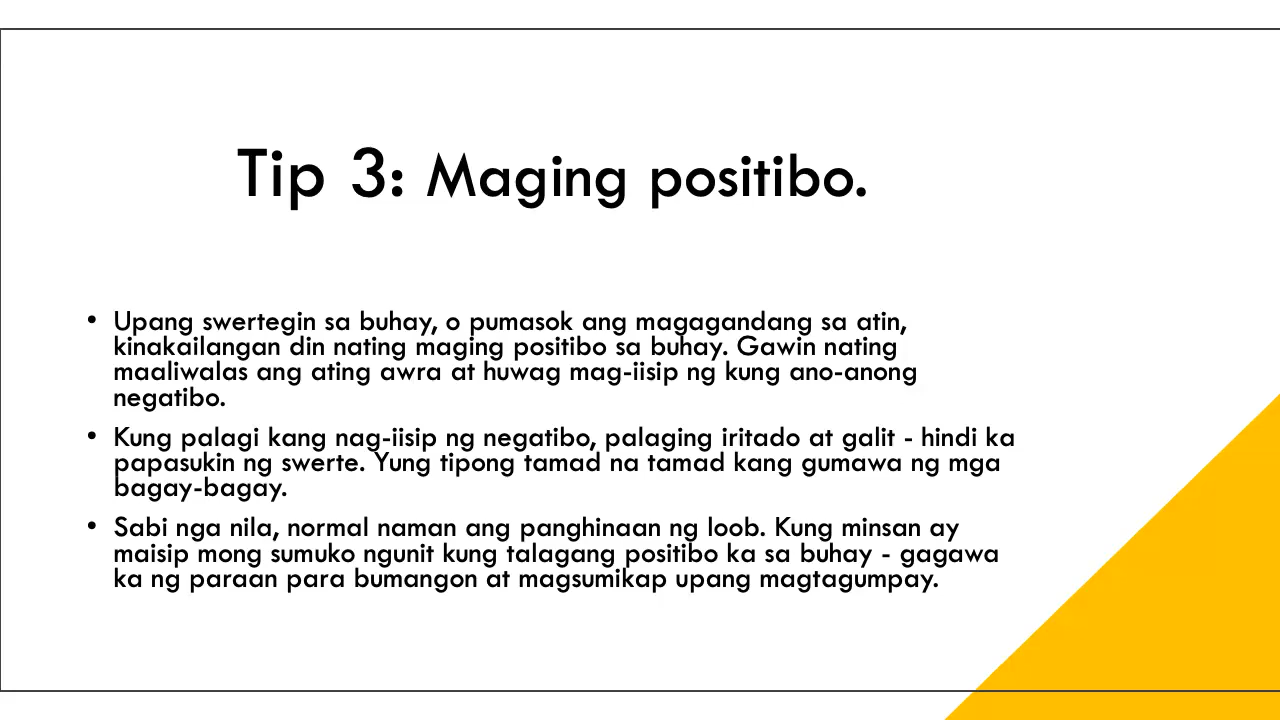 Tip 3: Maging positibo.
• Upang swertegin sa buhay, o pumasok ang magagandang sa atin,
kinakailangan din nating maging positibo sa buhay. Gawin nating
maaliwalas ang ating awra at huwag mag-iisip ng kung ano-anong
negatibo.
• Kung palagi kang nag-iisip ng negatibo, palaging iritado at galit - hindi ka
papasukin ng swerte. Yung tipong tamad na tamad kang gumawa ng mga
bagay-bagay.
• Sabi nga nila, normal naman ang panghinaan ng loob. Kung minsan ay
maisip mong sumuko ngunit kung talagang positibo ka sa buhay - gagawa
ka ng paraan para bumangon at magsumikap upang magtagumpay.